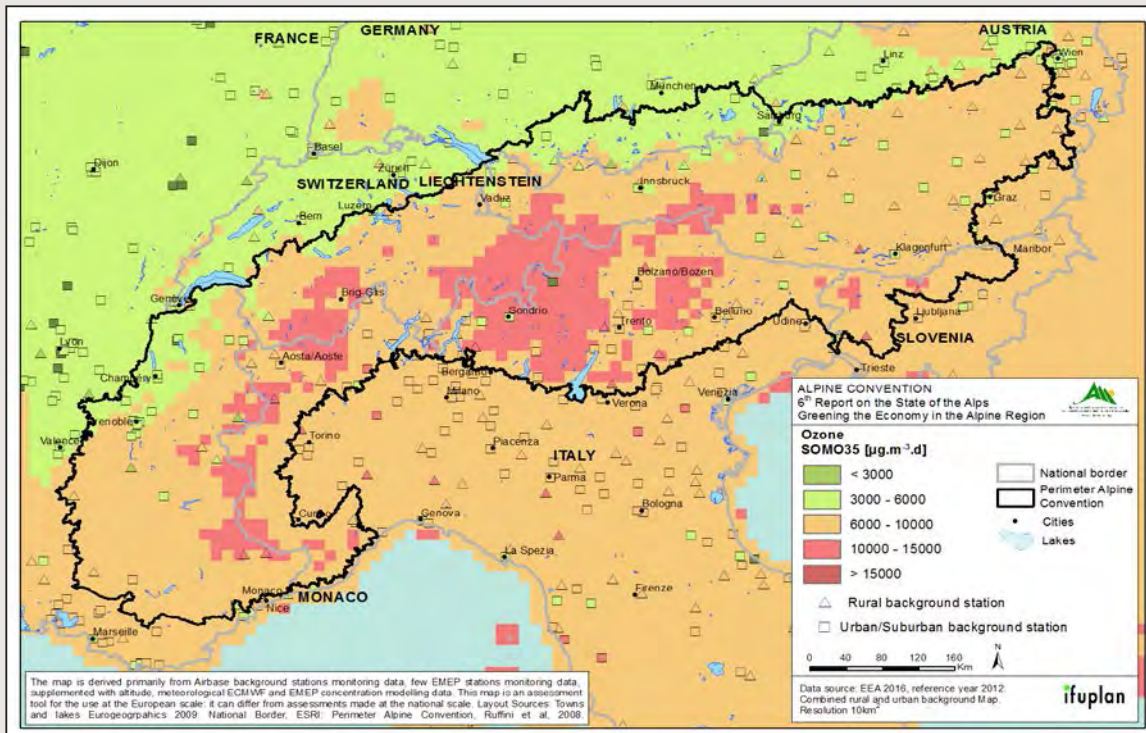 FRANCE
GERMANY
AUSTRIA
Linz
Wien
München
Salzburg
Dijon
Basel
Zürich
SWITZERLAND
LIECHTENSTEIN
Innsbruck
Luzern
Vaduz
Graz
Bern
Klagenfurt
Maribor
Bolzano/Bozen
Brig-Glis
Genova
Sondrio
Trento
Belluno
Udine
Ljubljana
Lyon
SLOVENIA
Aosta/Aoste
Trieste
Chambéry
Bergamo
Milano
Verona
Venezia
Grenoble
Valence
Torino
Piacenza
ITALY
Parma
Cuneo
Genova
Bologna
La Spezia
Monaco
MONACO
Nice
Firenze
Marseille
ALPINE CONVENTION
6th Report on the State of the Alps
Greening the Economy in the Alpine Region
Ozone
SOMO35 [µg.m-3.d]
< 3000
3000 - 6000
6000 - 10000
10000 - 15000
> 15000
National border
Perimeter Alpine
Convention
Cities
Lakes
Rural background station
Urban/Suburban background station
0 40 80 120 160
Km
N
Data source: EEA 2016, reference year 2012.
Combined rural and urban background Map.
Resolution 10km²
ifuplan
The map is derived primarily from Airbase background stations monitoring data, few EMEP stations monitoring data,
supplemented with altitude, meteorological ECMWF and EMEP concentration modelling data. This map is an assessment
tool for the use at the European scale: it can differ from assessments made at the national scale. Layout Sources: Towns
and lakes Eurogeogrpahics 2009. National Border, ESRI; Perimeter Alpine Convention, Ruffini et al, 2008.